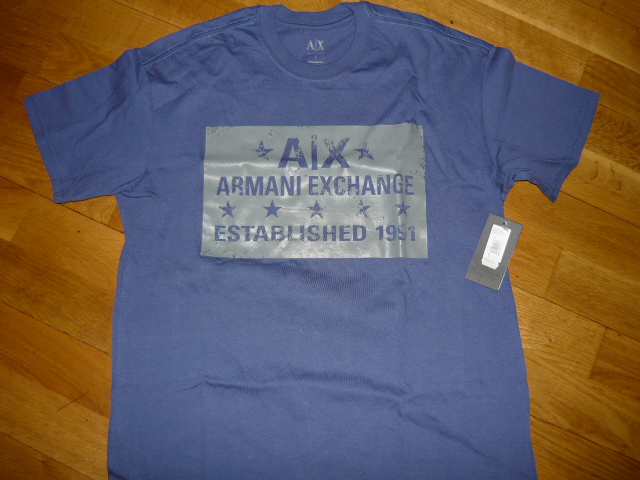 A|X
A|X
ARMANI EXCHANGE
ESTABLISHED 1991